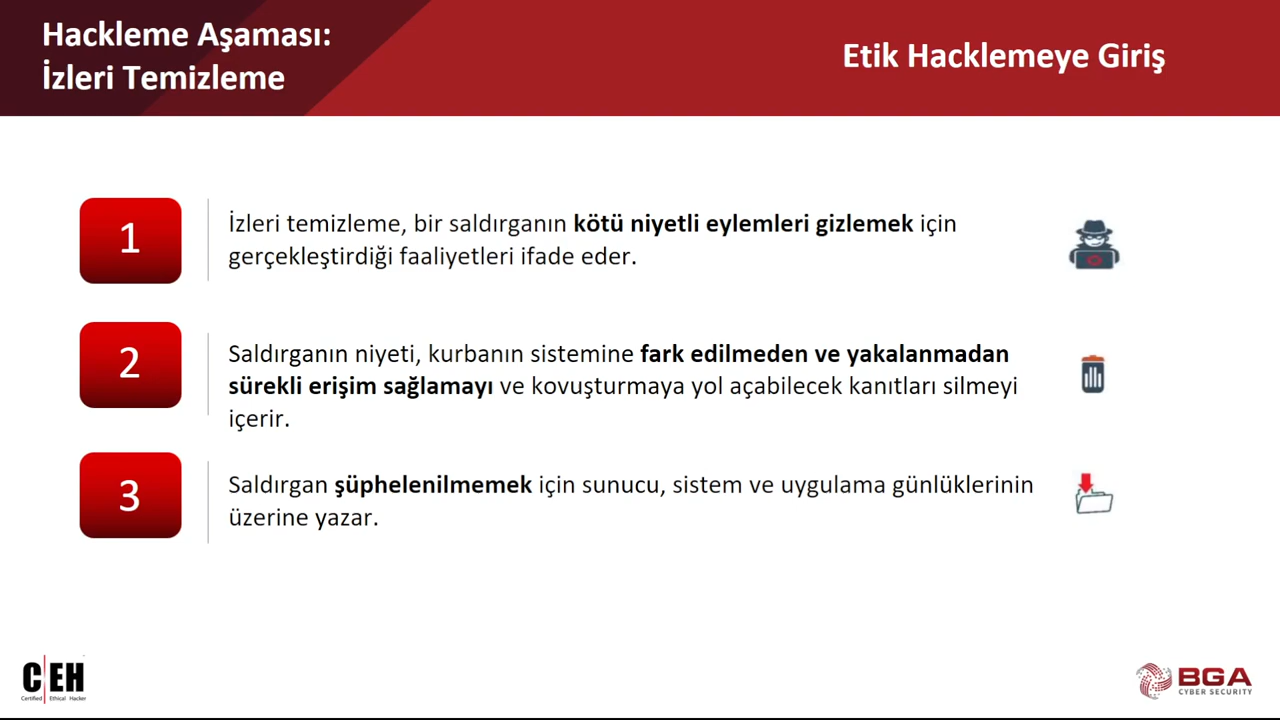 Hackleme Aşaması:
İzleri Temizleme
Etik Hacklemeye Giriş
1
İzleri temizleme, bir saldırganın kötü niyetli eylemleri gizlemek için
gerçekleştirdiği faaliyetleri ifade eder.
2
Saldırganın niyeti, kurbanın sistemine fark edilmeden ve yakalanmadan
sürekli erişim sağlamayı ve kovuşturmaya yol açabilecek kanıtları silmeyi
içerir.
3
Saldırgan şüphelenilmemek için sunucu, sistem ve uygulama günlüklerinin
üzerine yazar.
C|EH
Certified Ethical Hacker
BGA
CYBER SECURITY